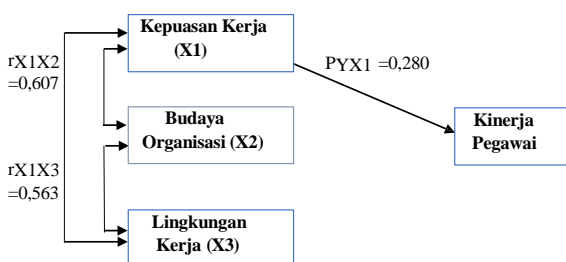 Kepuasan Kerja
(X1)
rX1X2
=0,607
PYX1 =0,280
Budaya
Organisasi (X2)
Kinerja
Pegawai
rX1X3
=0,563
Lingkungan
Kerja (X3)